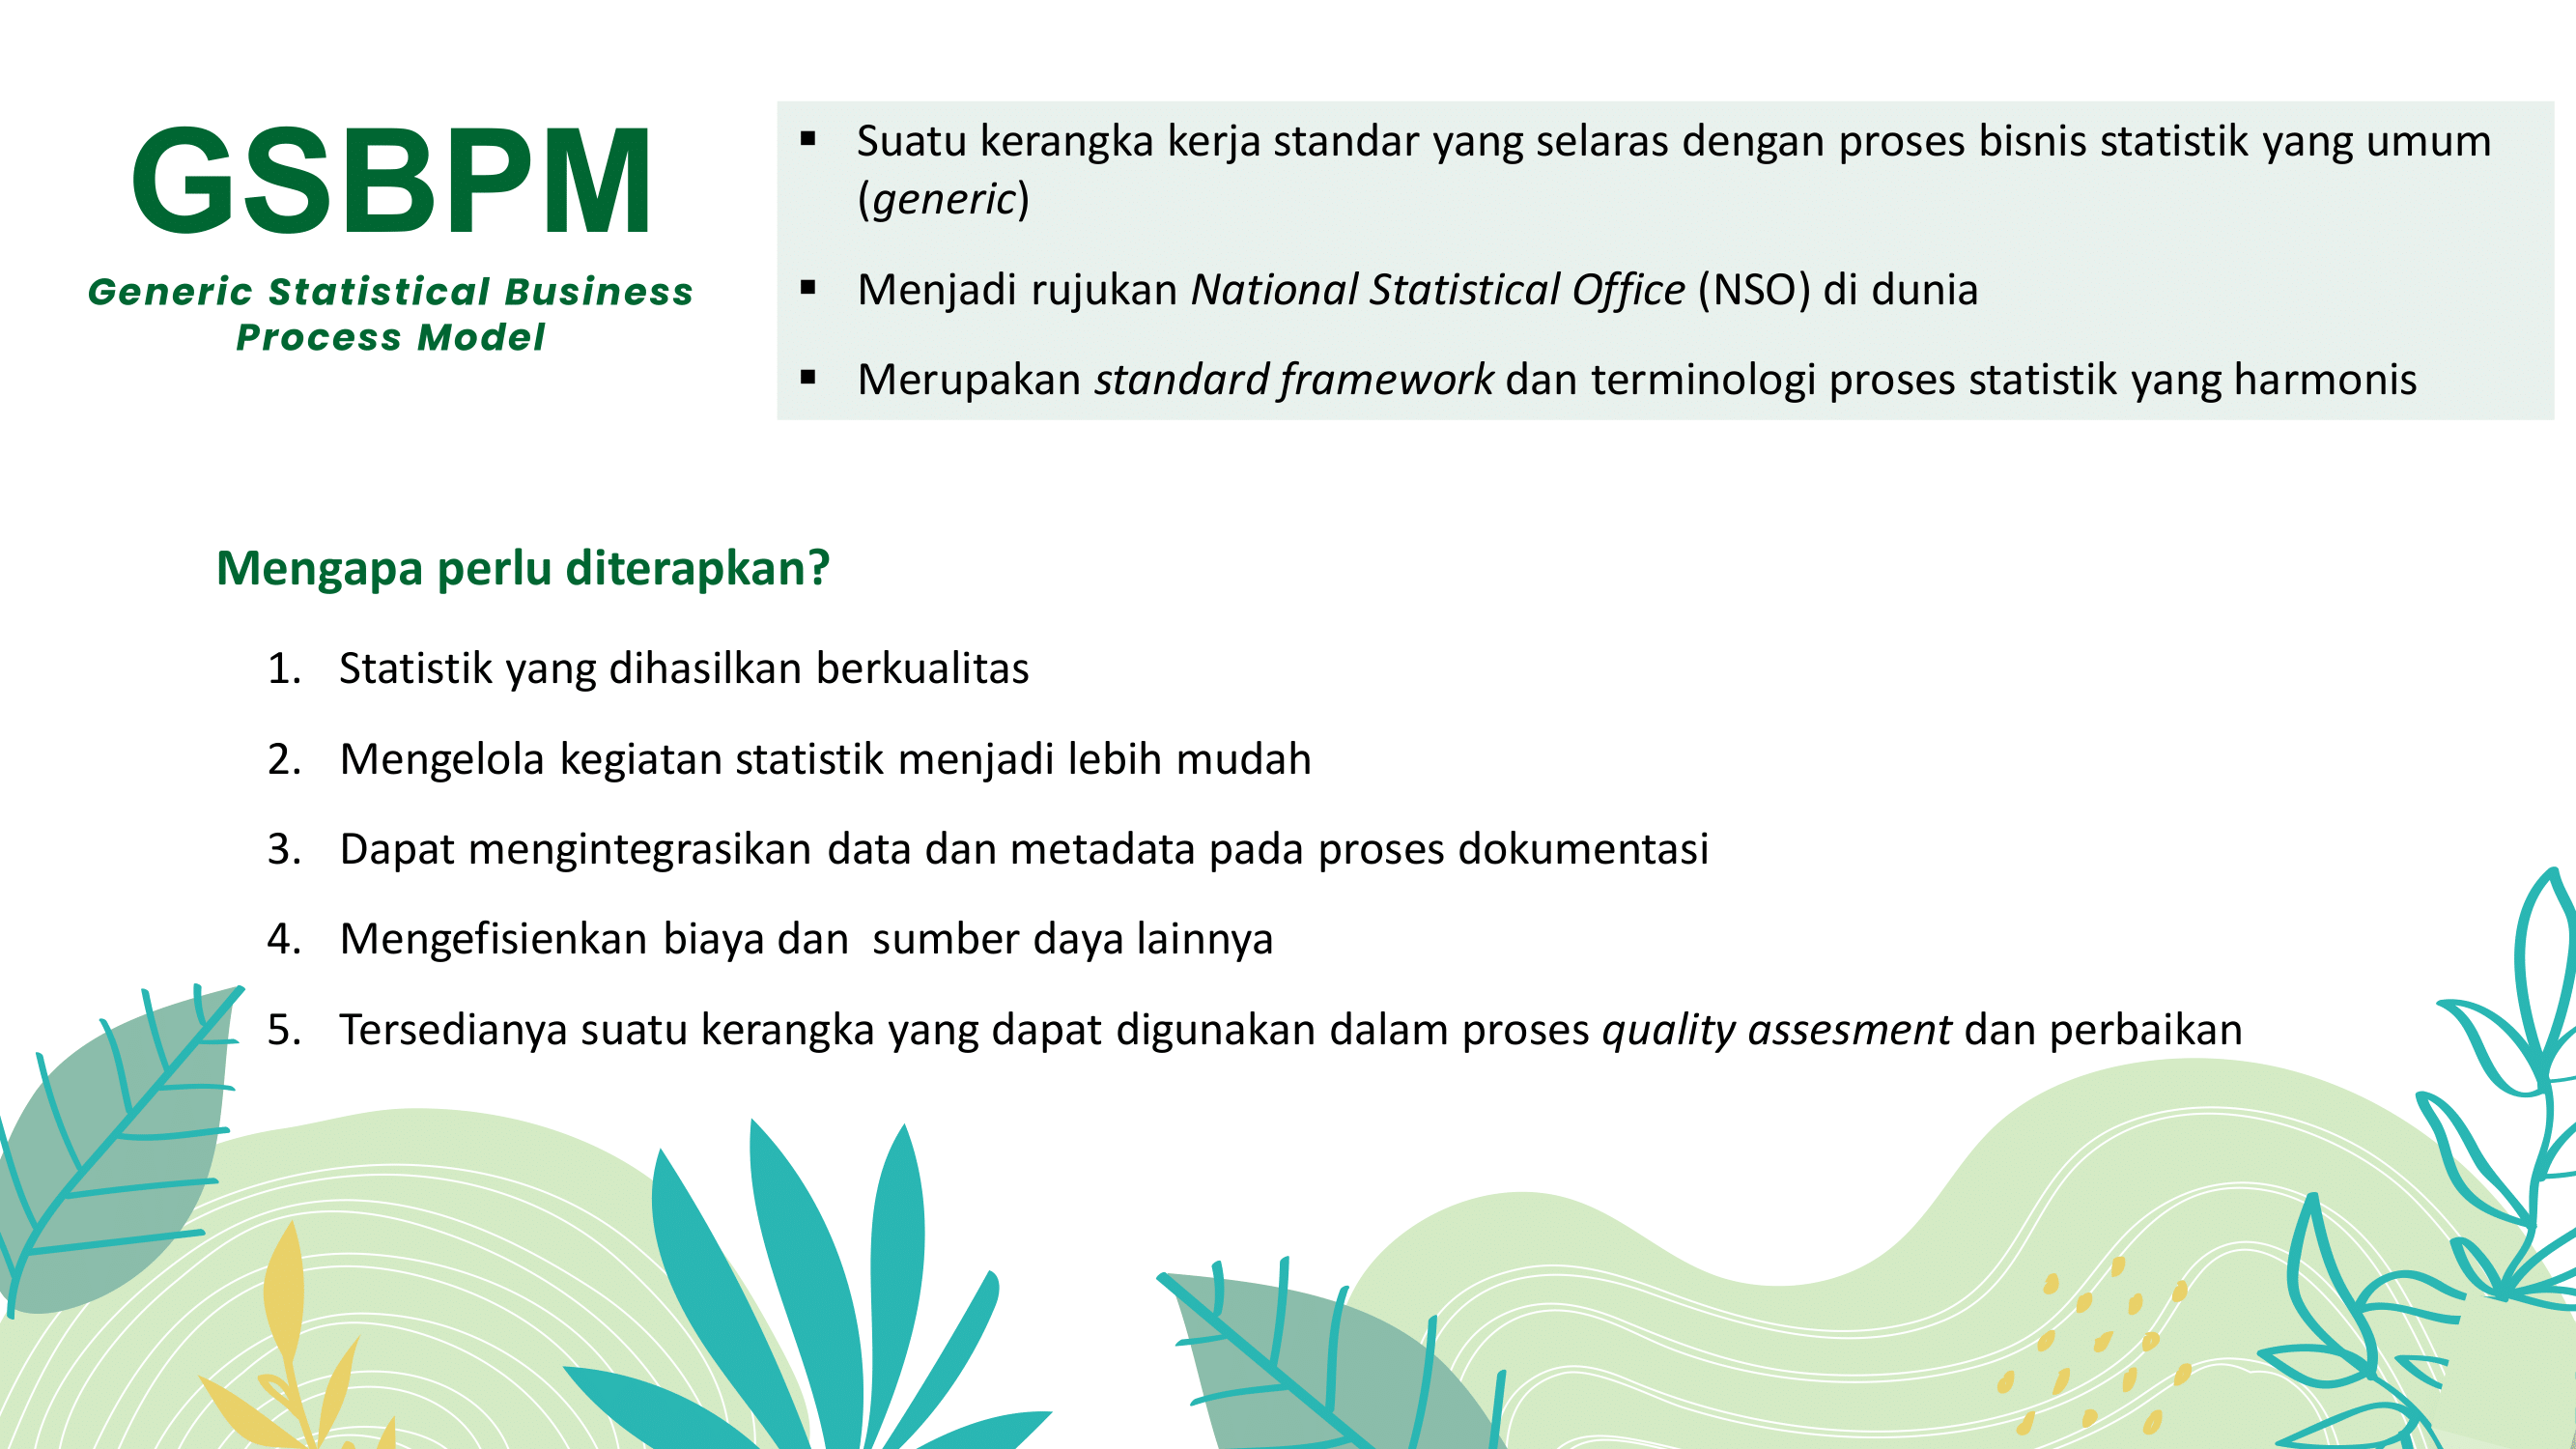 GSBPM
Generic Statistical Business
Process Model
▪ Suatu kerangka kerja standar yang selaras dengan proses bisnis statistik yang umum
(generic)
▪ Menjadi rujukan National Statistical Office (NSO) di dunia
▪ Merupakan standard framework dan terminologi proses statistik yang harmonis
Mengapa perlu diterapkan?
1. Statistik yang dihasilkan berkualitas
2. Mengelola kegiatan statistik menjadi lebih mudah
3. Dapat mengintegrasikan data dan metadata pada proses dokumentasi
4. Mengefisienkan biaya dan  sumber daya lainnya
5. Tersedianya suatu kerangka yang dapat digunakan dalam proses quality assesment dan perbaikan